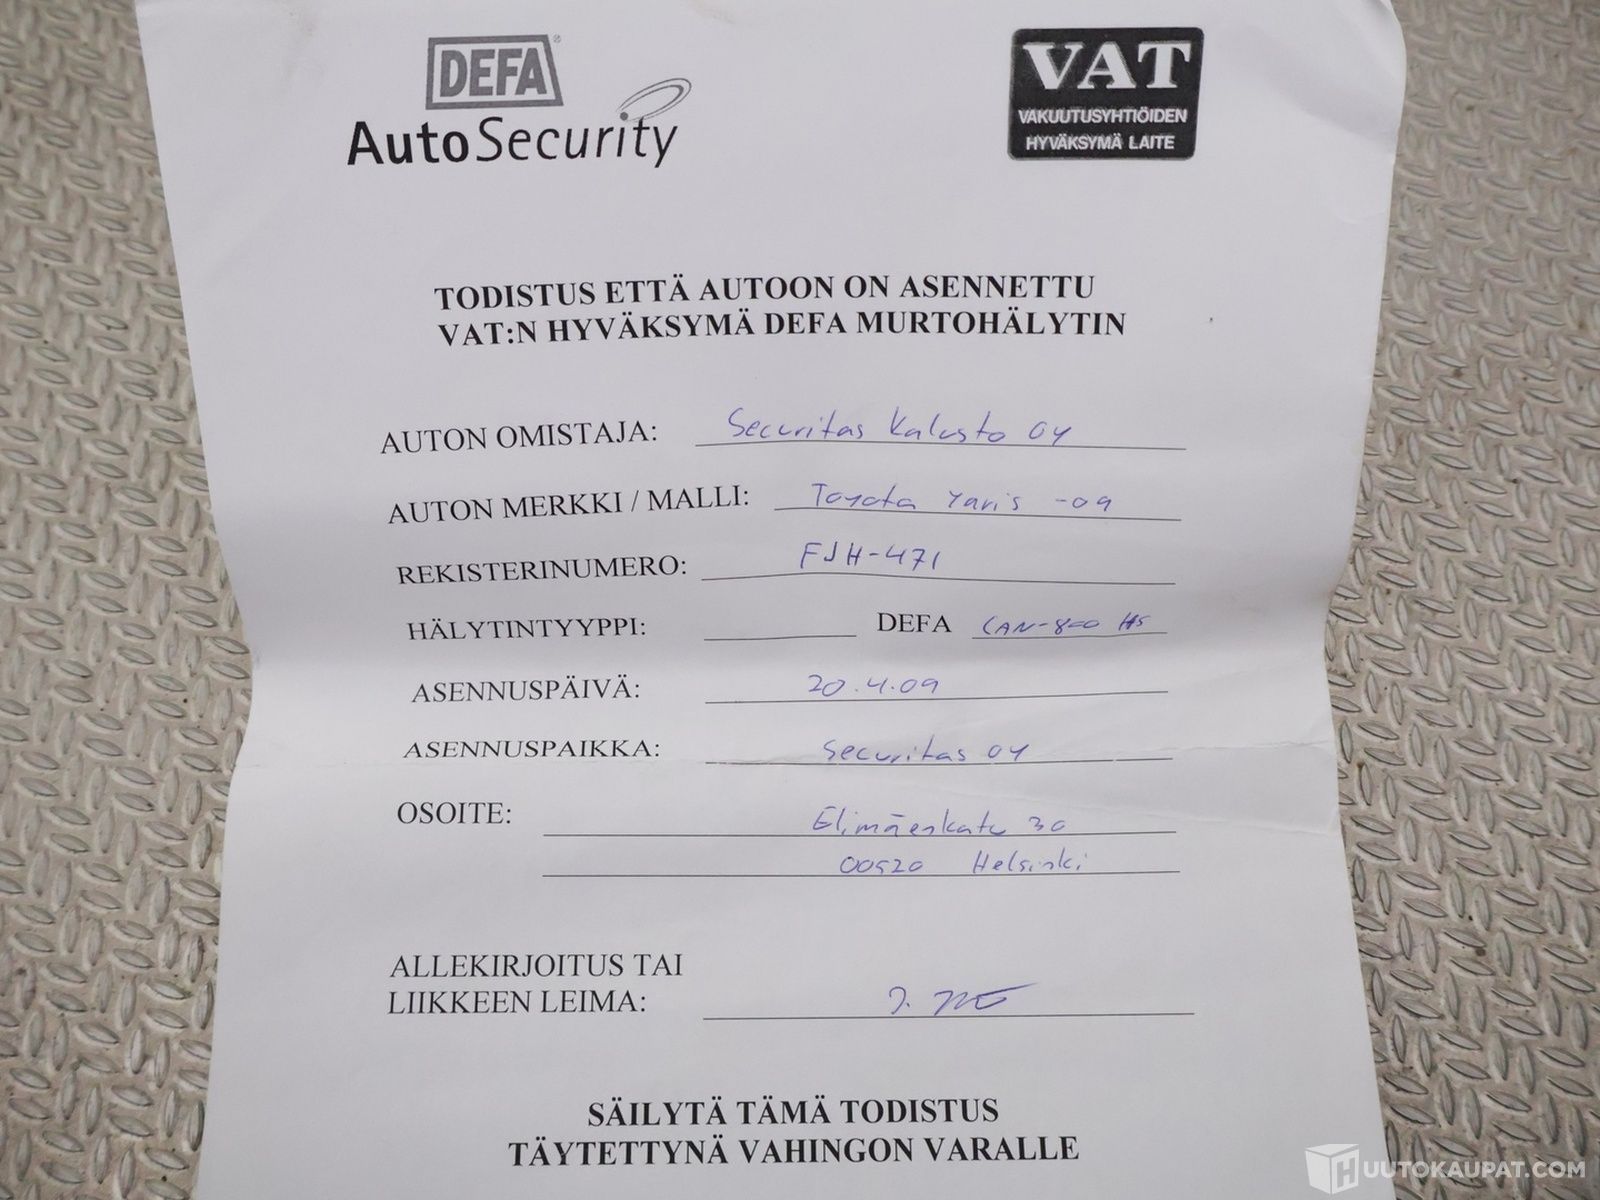 DEFA®
AutoSecurity
VAT
VAKUUTUSYHTIÖIDEN
HYVÄKSYMÄ LAITE
TODISTUS ETTÄ AUTOON ON ASENNETTU
VAT:N HYVÄKSYMÄ DEFA MURTOHÄLYTIN
AUTON OMISTAJA: Securitas Kalusto OY
AUTON MERKKI / MALLI: Toyota Yaris -09
REKISTERINUMERO: FJH-471
HÄLYTINTYYPPI: DEFA CAN-800 HS
ASENNUSPÄIVÄ: 20.4.09
ASENNUSPAIKKA: Securitas OY
OSOITE: Elimäenkatu 30
00520 Helsinki
ALLEKIRJOITUS TAI
LIIKKEEN LEIMA:
SÄILYTÄ TÄMÄ TODISTUS
TÄYTETTYNÄ VAHINGON VARALLE
HUUTOKAUPAT.COM